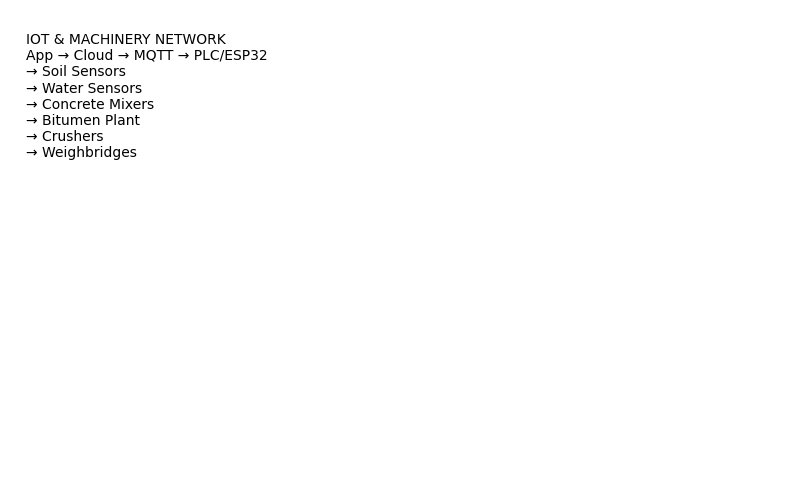 IOT & MACHINERY NETWORK
App → Cloud → MQTT → PLC/ESP32
→ Soil Sensors
→ Water Sensors
→ Concrete Mixers
→ Bitumen Plant
→ Crushers
→ Weighbridges